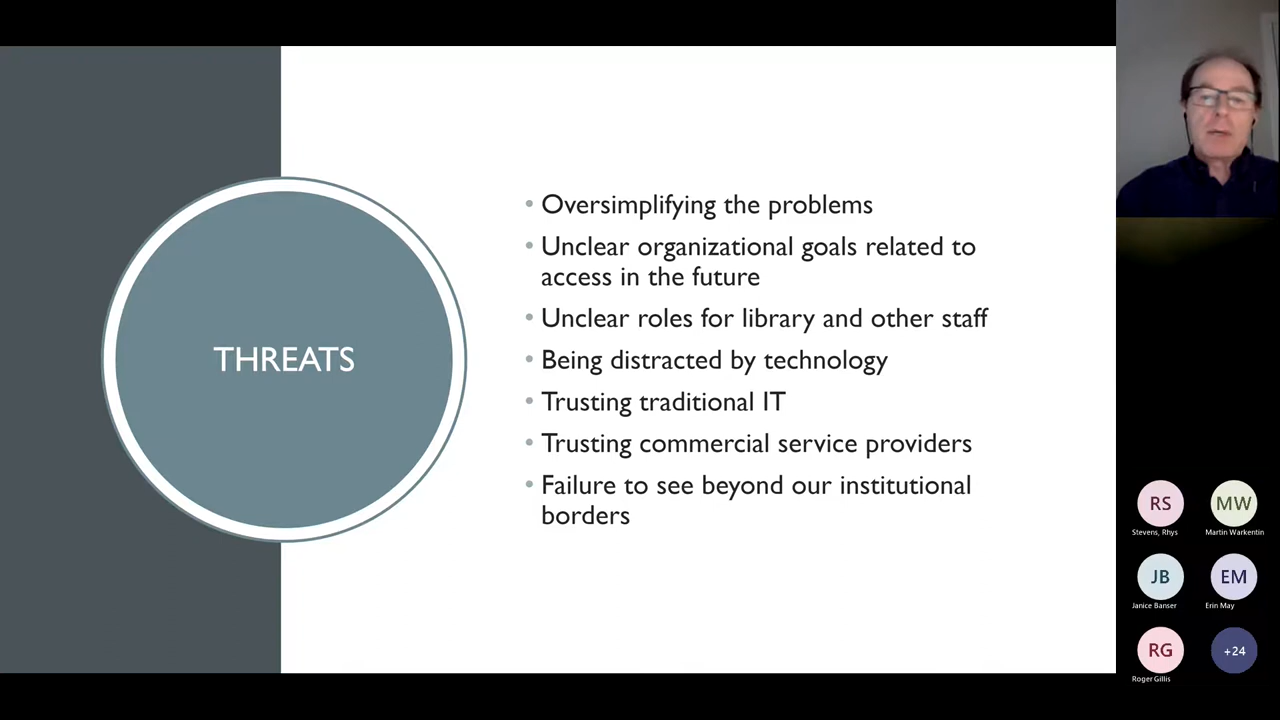 THREATS
• Oversimplifying the problems
• Unclear organizational goals related to
access in the future
• Unclear roles for library and other staff
• Being distracted by technology
• Trusting traditional IT
• Trusting commercial service providers
• Failure to see beyond our institutional
borders
RS
MW
Stevens, Rhys
Martin Warkentin
JB
EM
Janice Banser
Erin May
RG
+24
Roger Gillis